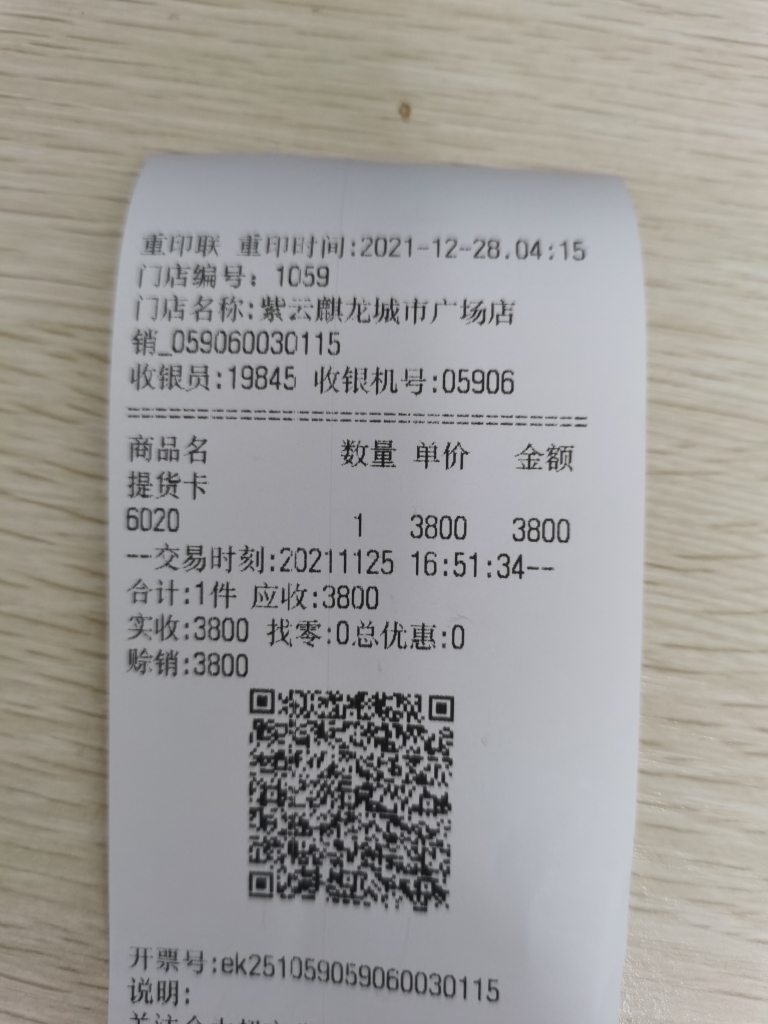 重印联 重印时间:2021-12-28.04:15
门店编号: 1059
门店名称:紫云麒龙城市广场店
销_059060030115
收银员:19845 收银机号:05906
商品名 数量 单价 金额
提货卡
6020 1 3800 3800
--交易时刻:20211125 16:51:34--
合计:1件 应收:3800
实收:3800 找零:0总优惠:0
赊销:3800
开票号:ek251059059060030115
说明: